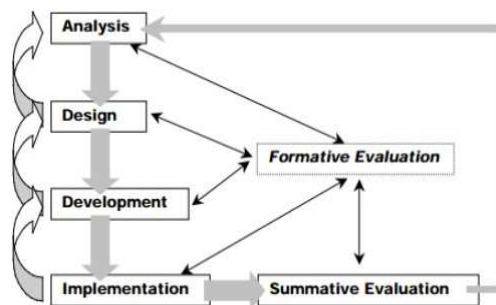 Analysis
Design
Formative Evaluation
Development
Implementation
Summative Evaluation